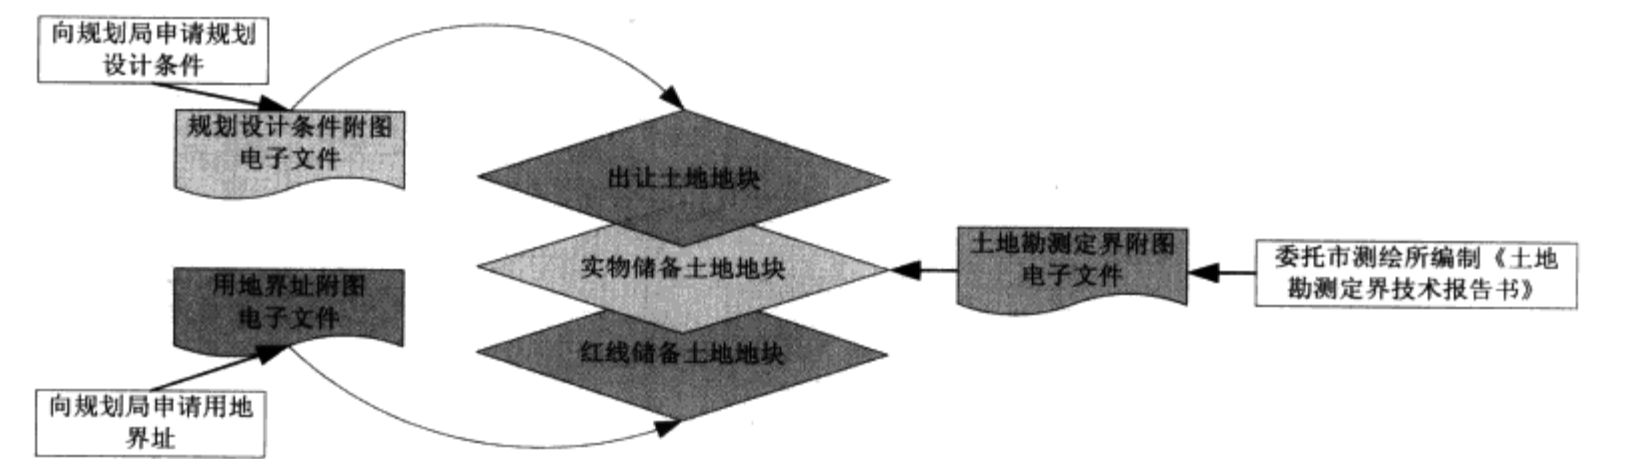 向规划局申请规划
设计条件
规划设计条件附图
电子文件
出让土地地块
实物储备土地地块
红线储备土地地块
土地勘测定界附图
电子文件
委托市测绘所编制《土地
勘测定界技术报告书》
用地界址附图
电子文件
向规划局申请用地
界址